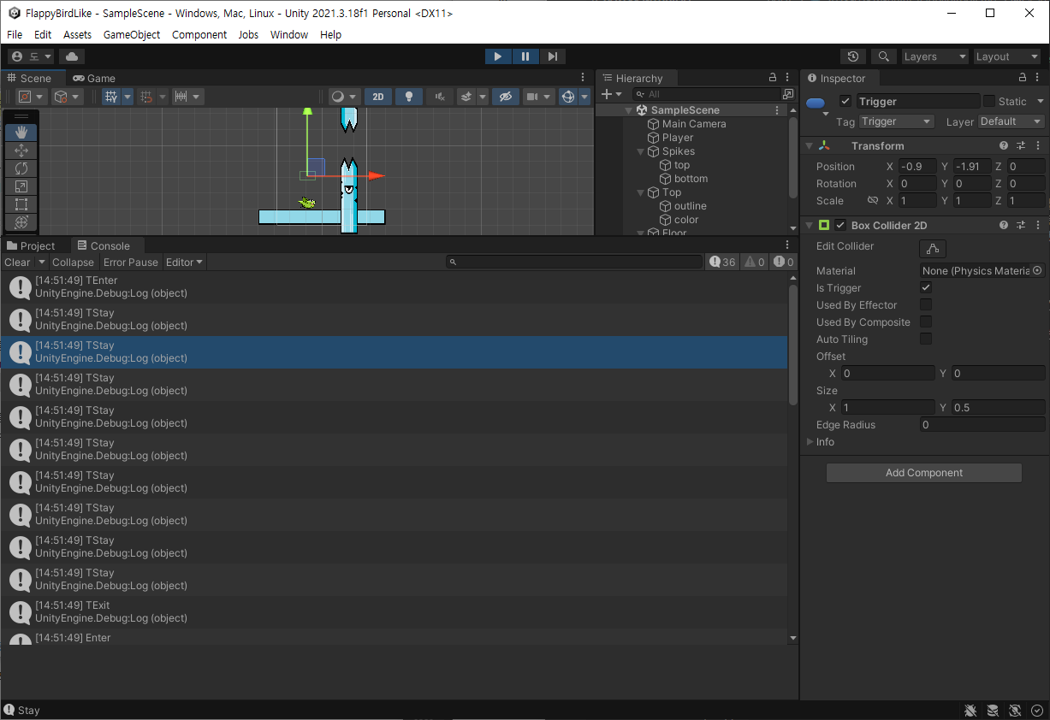 FlappyBirdLike - SampleScene - Windows, Mac, Linux - Unity 2021.3.18f1 Personal <DX11>
File Edit Assets GameObject Component Jobs Window Help
도 Layers Layout
Scene Game
2D
Hierarchy
All
SampleScene
Main Camera
Player
Spikes
top
bottom
Top
outline
color
Floor
Inspector
Trigger Static
Tag Trigger Layer Default
Transform
Position X -0.9 Y -1.91 Z 0
Rotation X 0 Y 0 Z 0
Scale X 1 Y 1 Z 1
Box Collider 2D
Edit Collider
Material None (Physics Materia
Is Trigger
Used By Effector
Used By Composite
Auto Tiling
Offset
X 0 Y 0
Size
X 1 Y 0.5
Edge Radius 0
Info
Add Component
Project Console
Clear Collapse Error Pause Editor 36 0 0
[14:51:49] TEnter
UnityEngine.Debug:Log (object)
[14:51:49] TStay
UnityEngine.Debug:Log (object)
[14:51:49] TStay
UnityEngine.Debug:Log (object)
[14:51:49] TStay
UnityEngine.Debug:Log (object)
[14:51:49] TStay
UnityEngine.Debug:Log (object)
[14:51:49] TStay
UnityEngine.Debug:Log (object)
[14:51:49] TStay
UnityEngine.Debug:Log (object)
[14:51:49] TStay
UnityEngine.Debug:Log (object)
[14:51:49] TStay
UnityEngine.Debug:Log (object)
[14:51:49] TStay
UnityEngine.Debug:Log (object)
[14:51:49] TExit
UnityEngine.Debug:Log (object)
[14:51:49] Enter
Stay